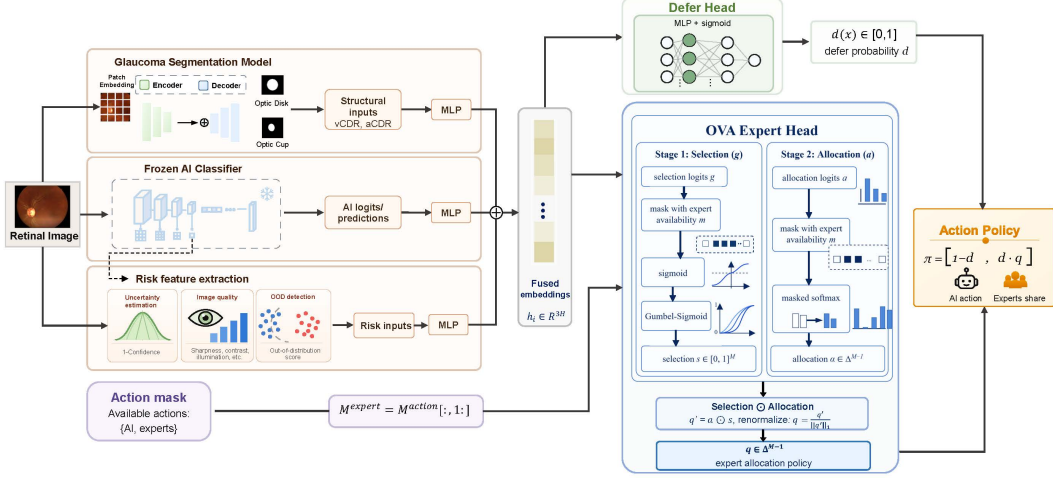 Glaucoma Segmentation Model
Patch
Embedding
Encoder
Decoder
Optic Disk
Optic Cup
Structural
inputs
vCDR, aCDR
MLP
Frozen AI Classifier
Retinal Image
AI logits/
predictions
MLP
Risk feature extraction
Uncertainty
estimation
1-Confidence
Image quality
Sharpness, contrast,
illumination, etc.
OOD detection
Out-of-distribution
score
Risk inputs
MLP
Action mask
Available actions:
{AI, experts}
M^{expert} = M^{action}[:, 1:]
Fused
embeddings
h_i ∈ R^{3H}
Defer Head
MLP + sigmoid
d(x) ∈ [0,1]
defer probability d
OVA Expert Head
Stage 1: Selection (g)
selection logits g
mask with expert
availability m
sigmoid
Gumbel-Sigmoid
1
0
selection s ∈ [0, 1]^M
Stage 2: Allocation (a)
allocation logits a
mask with expert
availability m
masked softmax
allocation a ∈ Δ^{M-1}
Selection ⊙ Allocation
q' = a ⊙ s, renormalize: q = q' / ||q'||₁
q ∈ Δ^{M-1}
expert allocation policy
Action Policy
π = [1-d , d · q]
AI action
Experts share